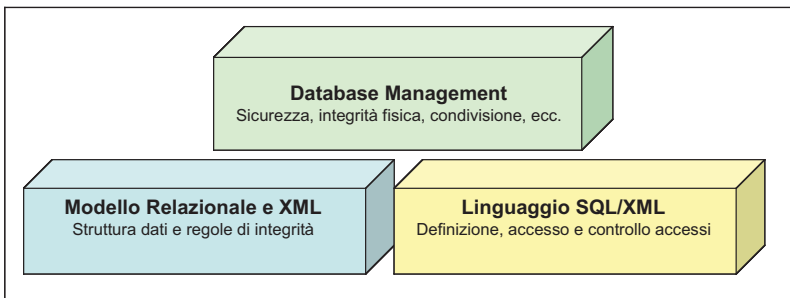 Database Management
Sicurezza, integrità fisica, condivisione, ecc.
Modello Relazionale e XML
Struttura dati e regole di integrità
Linguaggio SQL/XML
Definizione, accesso e controllo accessi